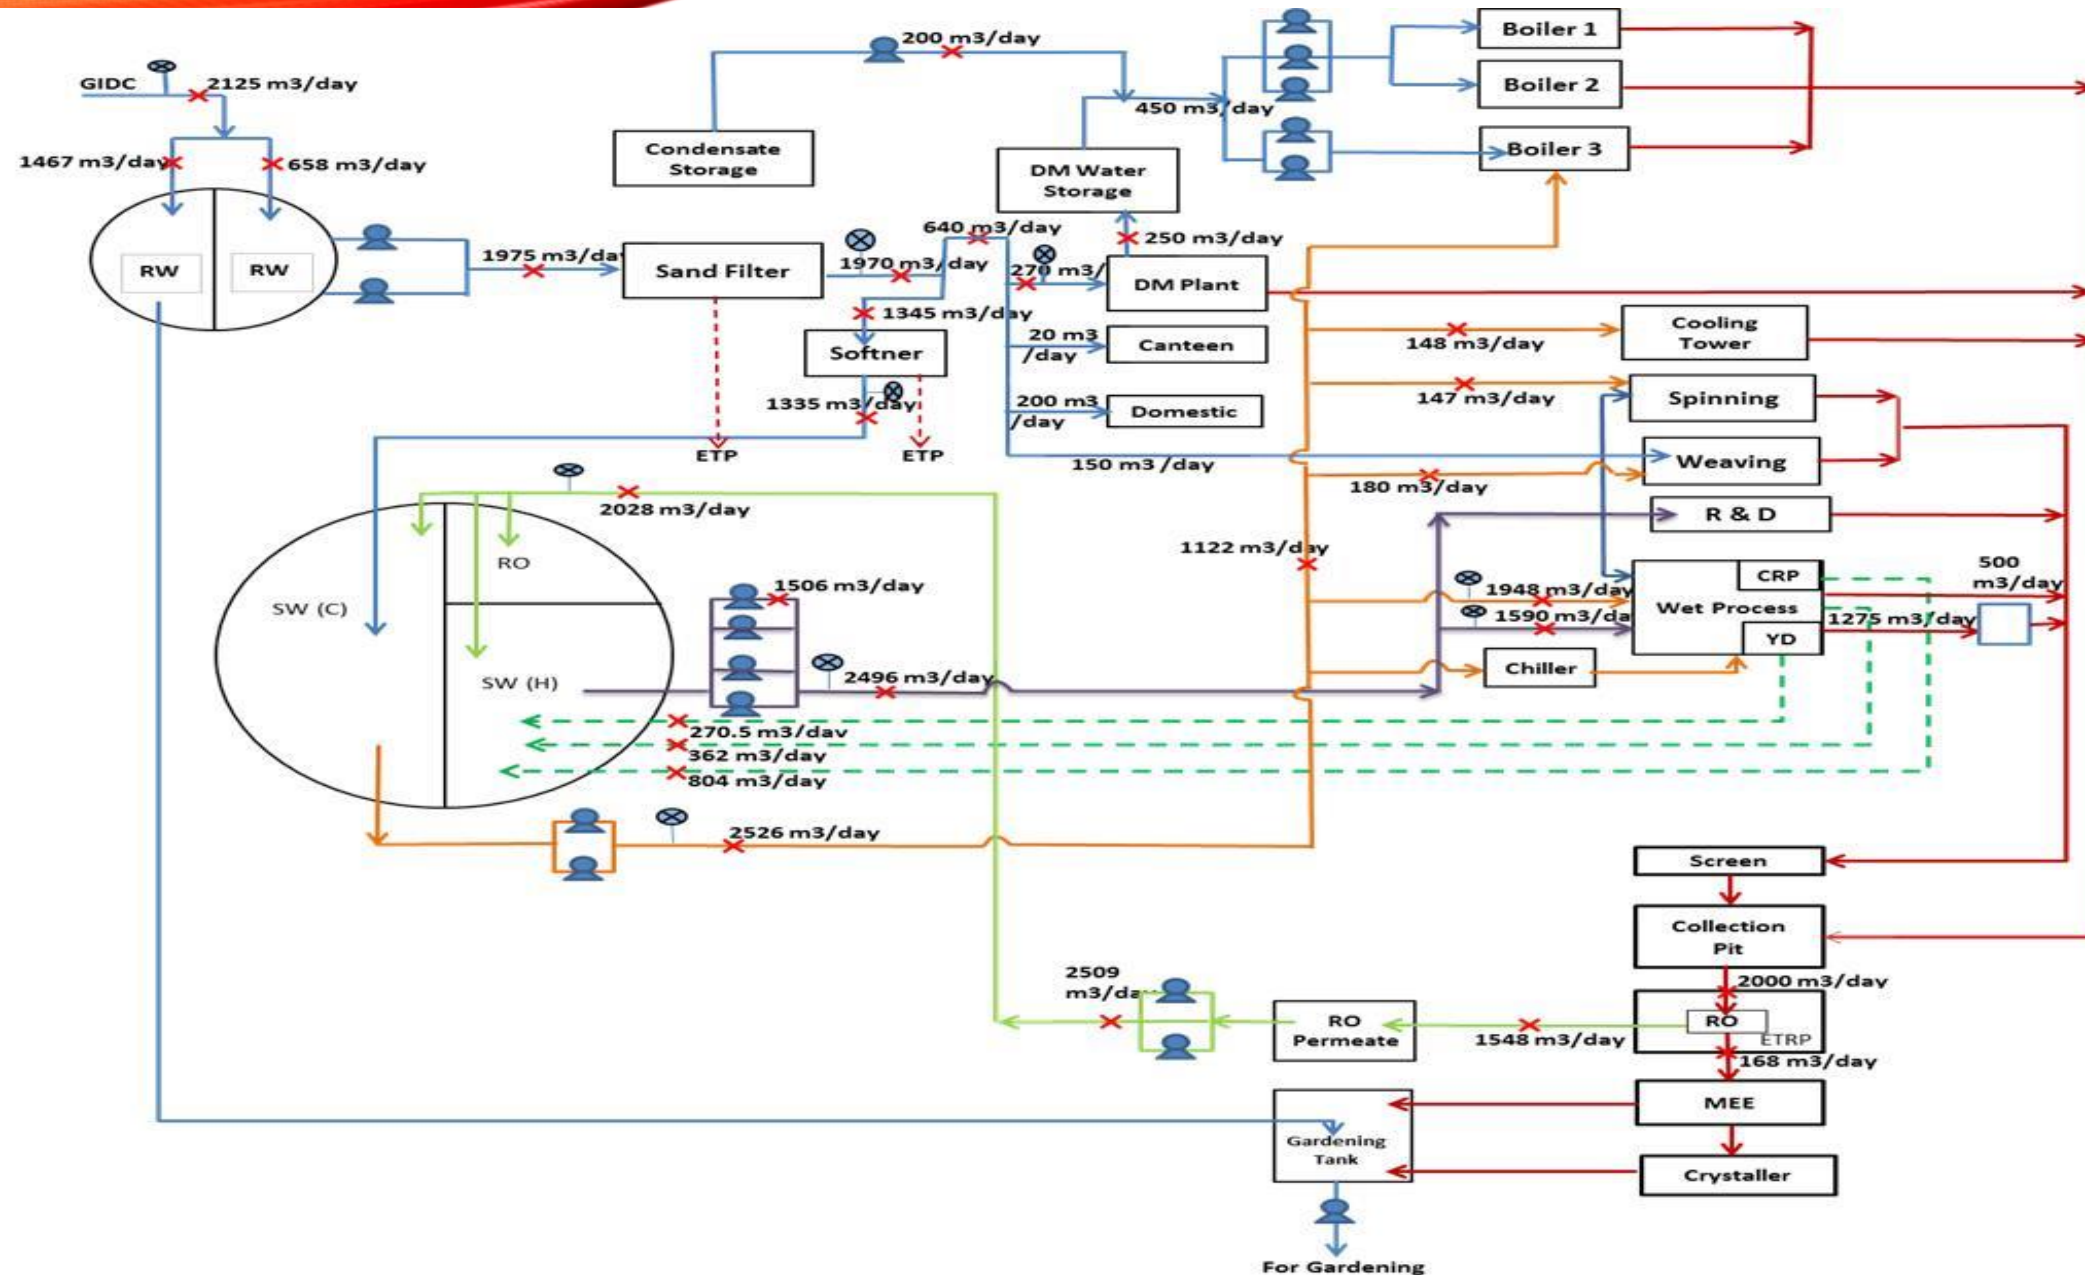 200 m3/day
GIDC
2125 m3/day
1467 m3/day
658 m3/day
RW
RW
1975 m3/day
Condensate
Storage
Sand Filter
DM Water
Storage
450 m3/day
Boiler 1
Boiler 2
Boiler 3
640 m3/day
1970 m3/day
250 m3/day
270 m3/
DM Plant
1345 m3/day
Softner
20 m3
/day
Canteen
1335 m3/day
200 m3
/day
Domestic
ETP
ETP
150 m3 /day
148 m3/day
Cooling
Tower
147 m3/day
Spinning
Weaving
180 m3/day
R & D
2028 m3/day
RO
SW (C)
SW (H)
1506 m3/day
2496 m3/day
1122 m3/day
1948 m3/day
1590 m3/da
CRP
Wet Process
YD
500
m3/day
1275 m3/day
Chiller
270.5 m3/dav
362 m3/day
804 m3/day
2526 m3/day
Screen
Collection
Pit
2000 m3/day
RO
ETRP
2509
m3/day
RO
Permeate
1548 m3/day
168 m3/day
MEE
Crystaller
Gardening
Tank
For Gardening